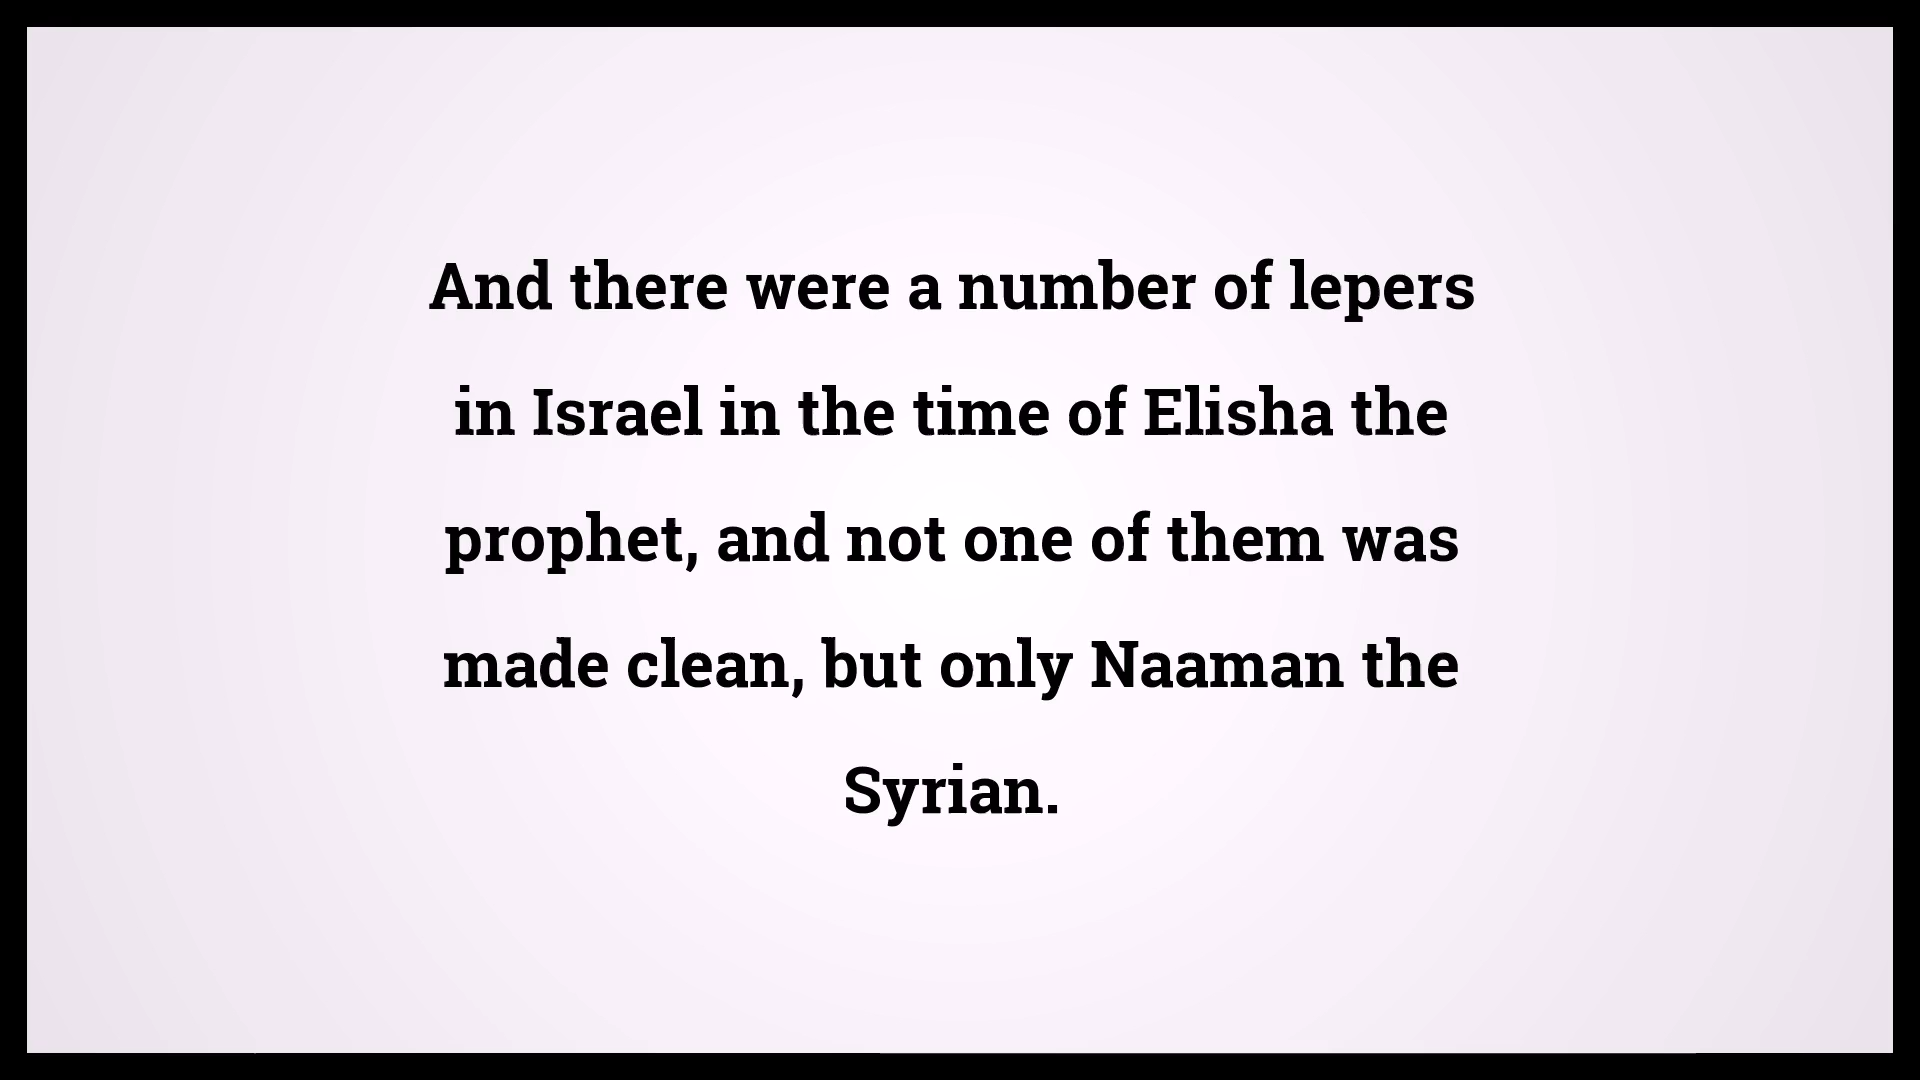 And there were a number of lepers
in Israel in the time of Elisha the
prophet, and not one of them was
made clean, but only Naaman the
Syrian.